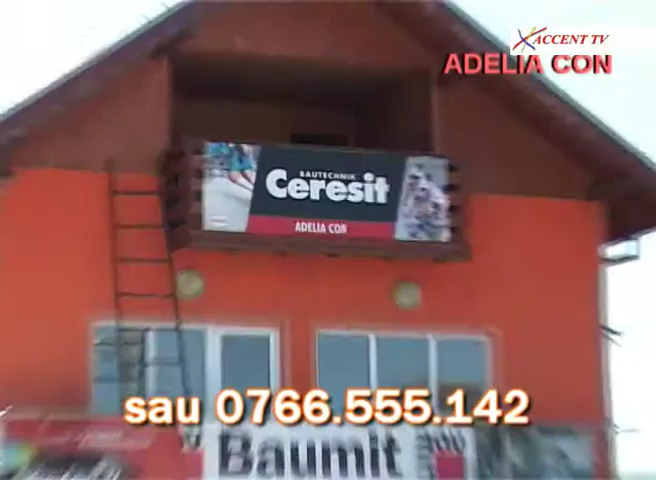 ACCENT TV
ADELIA CON
BAUTECHNIK
Ceresit
ADELIA CON
sau 0766.555.142
Baumit